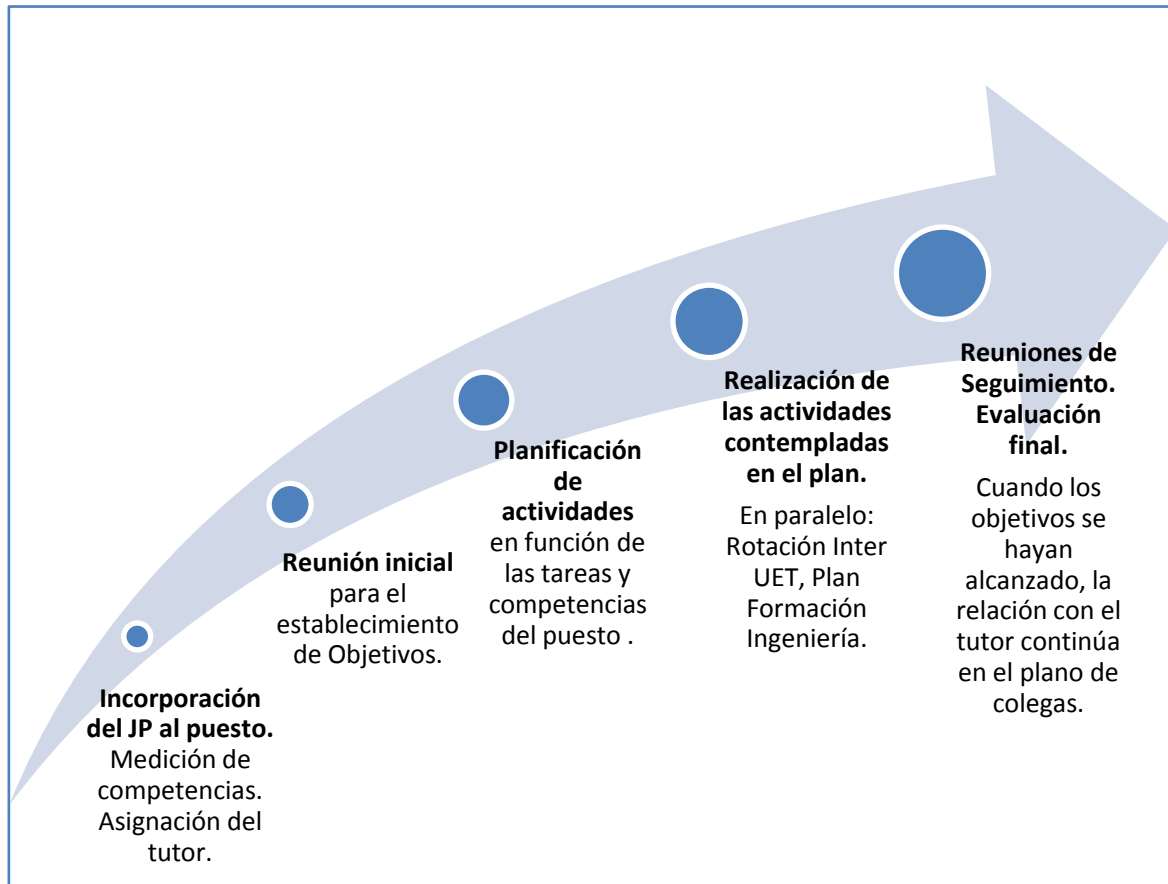 Incorporación
del JP al puesto.
Medición de
competencias.
Asignación del
tutor.
Reunión inicial
para el
establecimiento
de Objetivos.
Planificación
de
actividades
en función de
las tareas y
competencias
del puesto .
Realización de
las actividades
contempladas
en el plan.
En paralelo:
Rotación Inter
UET, Plan
Formación
Ingeniería.
Reuniones de
Seguimiento.
Evaluación
final.
Cuando los
objetivos se
hayan
alcanzado, la
relación con el
tutor continúa
en el plano de
colegas.